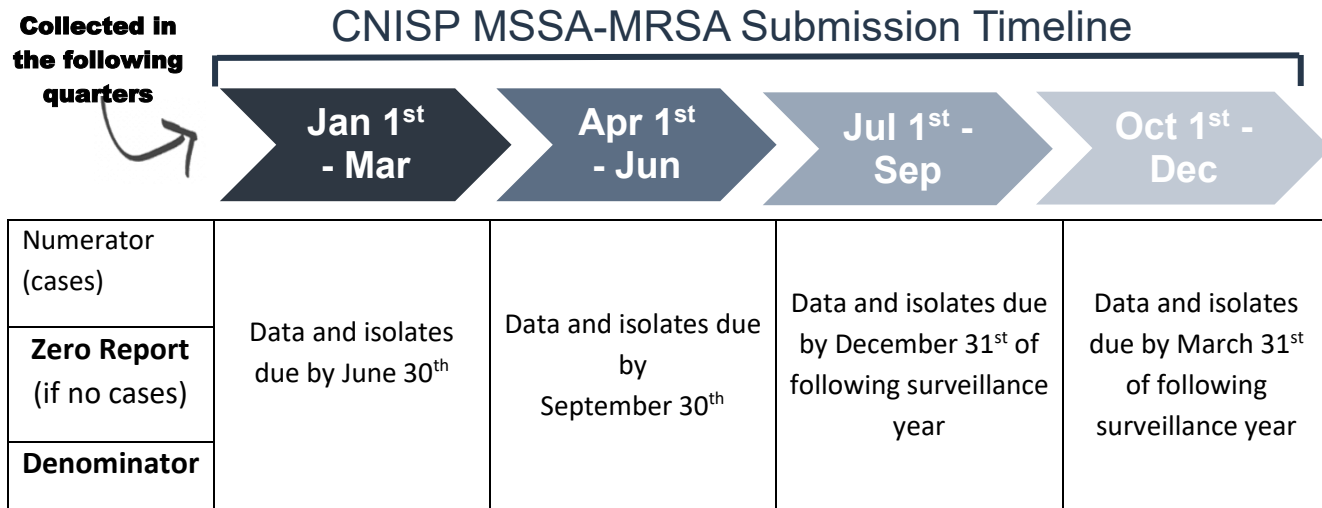 Collected in
the following
quarters
CNISP MSSA-MRSA Submission Timeline
Jan 1st
- Mar
Apr 1st
- Jun
Jul 1st -
Sep
Oct 1st -
Dec
Numerator
(cases)
Zero Report
(if no cases)
Denominator
Data and isolates
due by June 30th
Data and isolates due
by
September 30th
Data and isolates due
by December 31st of
following surveillance
year
Data and isolates
due by March 31st
of following
surveillance year